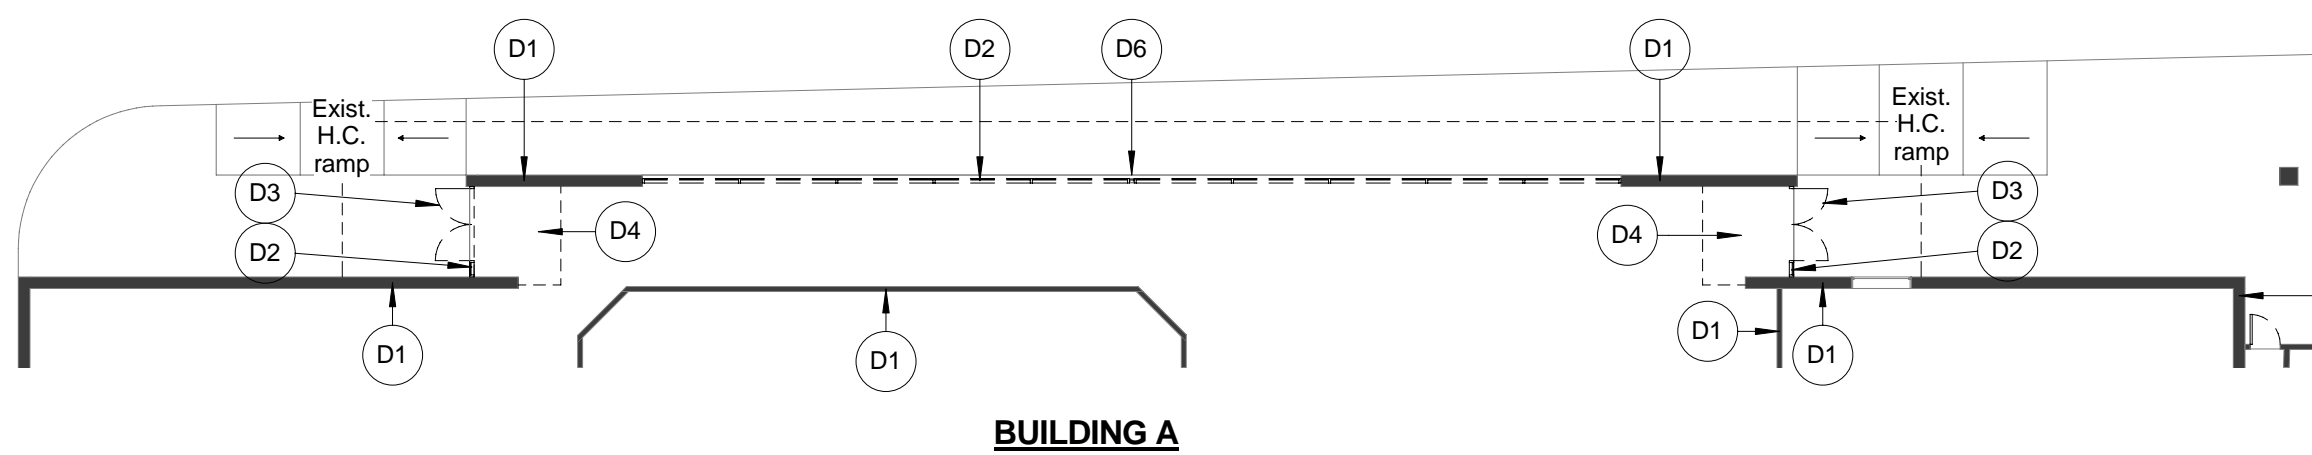 D1
D2
D6
D1
Exist.
H.C.
ramp
Exist.
H.C.
ramp
D3
D2
D4
D4
D3
D2
D1
D1
D1
D1
BUILDING A